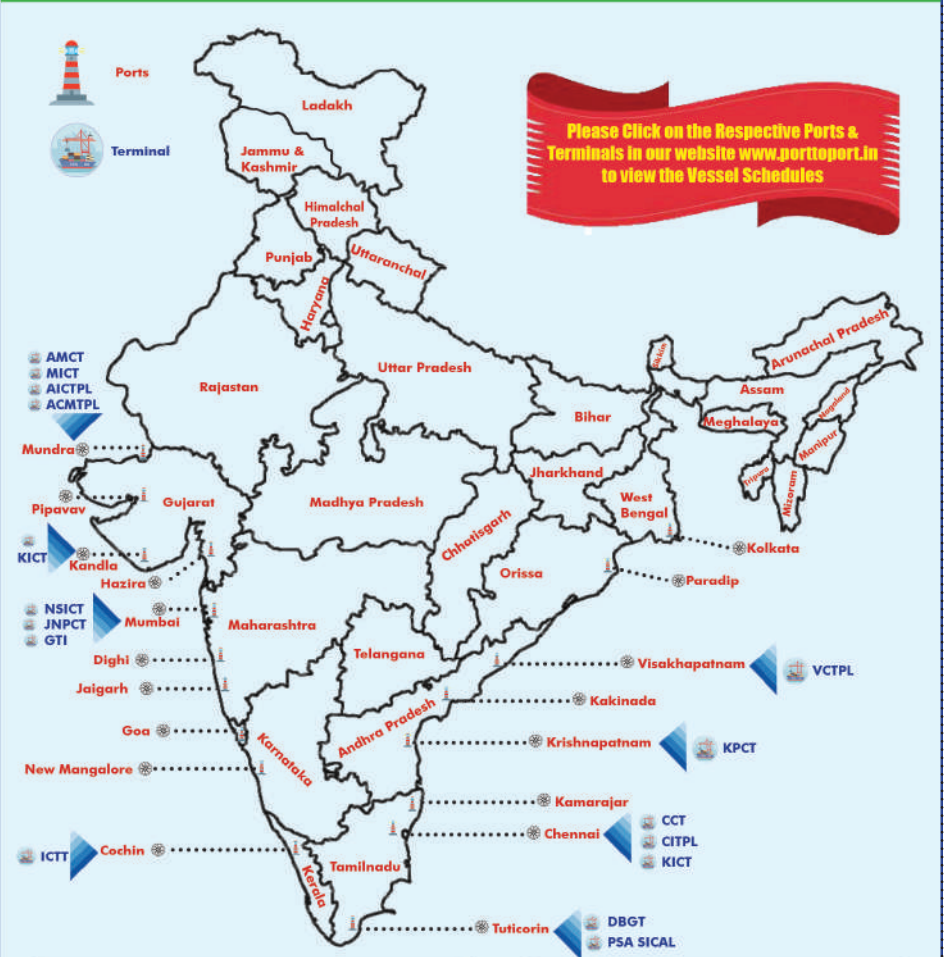 Ports
Terminal
Please Click on the Respective Ports &
Terminals in our website www.porttoport.in
to view the Vessel Schedules
Ladakh
Jammu &
Kashmir
Himalchal
Pradesh
Punjab
Uttaranchal
Haryana
Rajastan
Uttar Pradesh
Bihar
Sikkim
Arunachal Pradesh
Assam
Nagaland
Meghalaya
Manipur
Tripura
Mizoram
Jharkhand
West
Bengal
Gujarat
Madhya Pradesh
Chhatisgarh
Orissa
Maharashtra
Telangana
Andhra Pradesh
Karnataka
Kerala
Tamilnadu
AMCT
MICT
AICTPL
ACMTPL
Mundra
Pipavav
KICT
Kandla
Hazira
NSICT
JNPCT
GTI
Mumbai
Dighi
Jaigarh
Goa
New Mangalore
ICTT
Cochin
Kolkata
Paradip
Visakhapatnam
VCTPL
Kakinada
Krishnapatnam
KPCT
Kamarajar
Chennai
CCT
CITPL
KICT
Tuticorin
DBGT
PSA SICAL